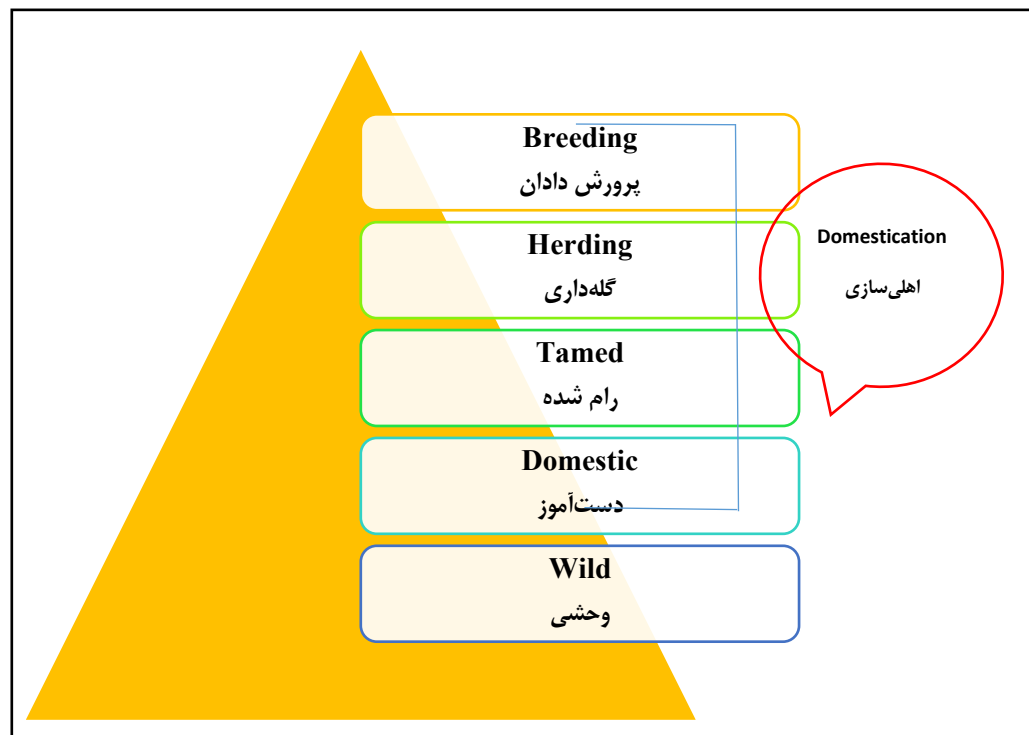 Breeding
پرورش دادان
Herding
گله‌داری
Tamed
رام شده
Domestic
دست‌آموز
Wild
وحشی
Domestication
اهلی‌سازی